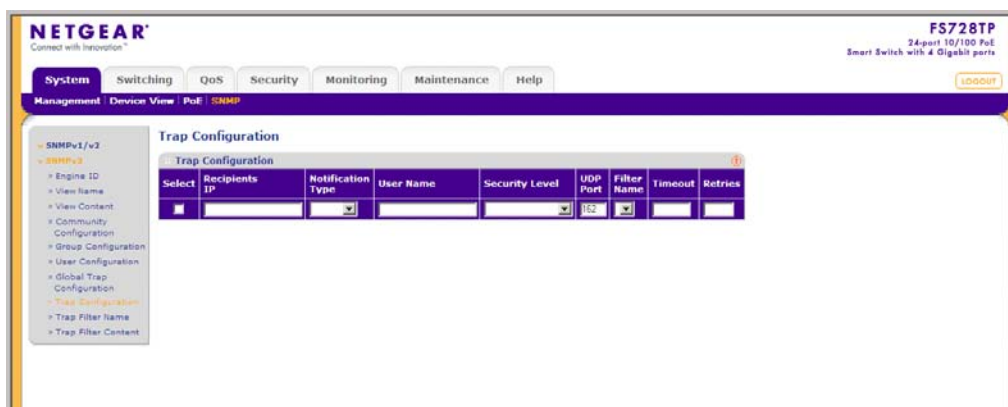 NETGEAR
Connect with Innovation™
FS728TP
24-port 10/100 PoE
Smart Switch with 4 Gigabit ports
System Switching QoS Security Monitoring Maintenance Help
LOGOUT
Management Device View PoE SNMP
SNMPv1/v2
SNMPv3
» Engine ID
» View Name
» View Content
» Community
Configuration
» Group Configuration
» User Configuration
» Global Trap
Configuration
» Trap Configuration
» Trap Filter Name
» Trap Filter Content
Trap Configuration
Trap Configuration
Select Recipients IP Notification Type User Name Security Level UDP Port Filter Name Timeout Retries
162